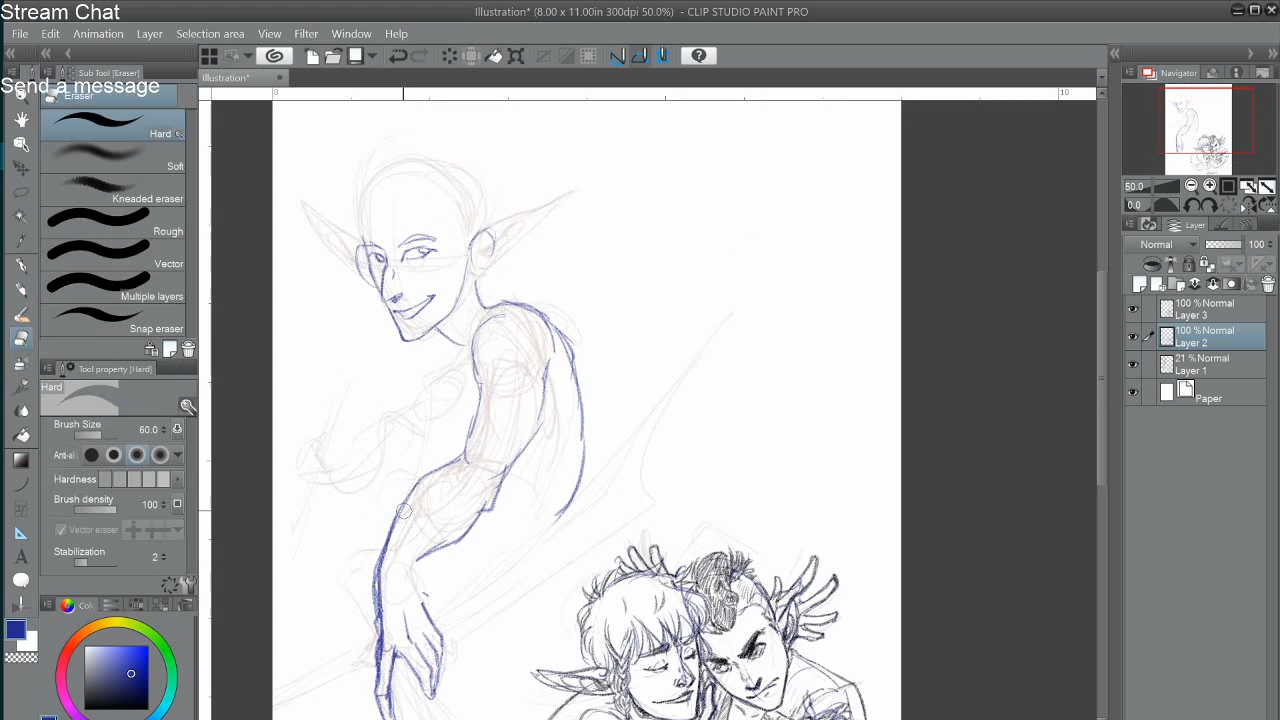 Stream Chat
Illustration* (8.00 x 11.00in 300dpi 50.0%) - CLIP STUDIO PAINT PRO
File Edit Animation Layer Selection area View Filter Window Help
Sub Tool [Eraser]
Illustration*
Navigator
Send a message
Eraser
0
10
Hard
Soft
Kneaded eraser
Rough
Vector
Multiple layers
Snap eraser
50.0
0.0
Layer
Normal 100
100 %Normal
Layer 3
100 %Normal
Layer 2
21 %Normal
Layer 1
Paper
Tool property [Hard]
Hard
Brush Size 60.0
Anti-al
Hardness
Brush density 100
Vector eraser
Stabilization 2
Col